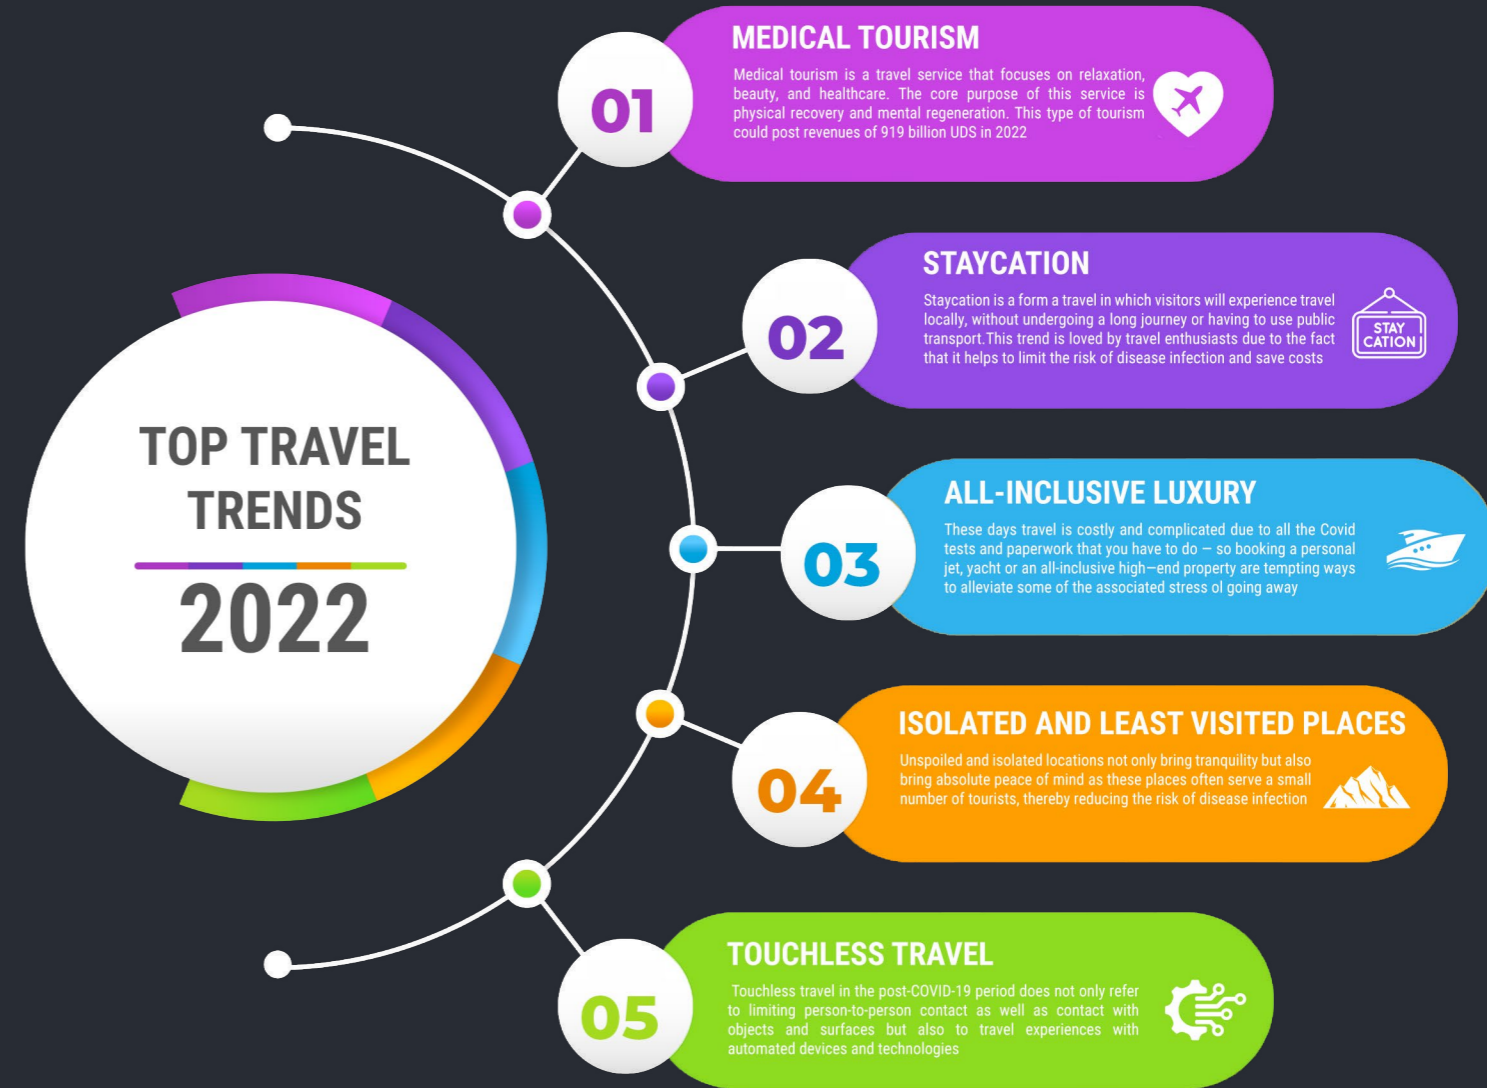 TOP TRAVEL
TRENDS
2022
01
MEDICAL TOURISM
Medical tourism is a travel service that focuses on relaxation,
beauty, and healthcare. The core purpose of this service is
physical recovery and mental regeneration. This type of tourism
could post revenues of 919 billion UDS in 2022
02
STAYCATION
Staycation is a form a travel in which visitors will experience travel
locally, without undergoing a long journey or having to use public
transport.This trend is loved by travel enthusiasts due to the fact
that it helps to limit the risk of disease infection and save costs
STAY
CATION
03
ALL-INCLUSIVE LUXURY
These days travel is costly and complicated due to all the Covid
tests and paperwork that you have to do – so booking a personal
jet, yacht or an all-inclusive high–end property are tempting ways
to alleviate some of the associated stress ol going away
04
ISOLATED AND LEAST VISITED PLACES
Unspoiled and isolated locations not only bring tranquility but also
bring absolute peace of mind as these places often serve a small
number of tourists, thereby reducing the risk of disease infection
05
TOUCHLESS TRAVEL
Touchless travel in the post-COVID-19 period does not only refer
to limiting person-to-person contact as well as contact with
objects and surfaces but also to travel experiences with
automated devices and technologies